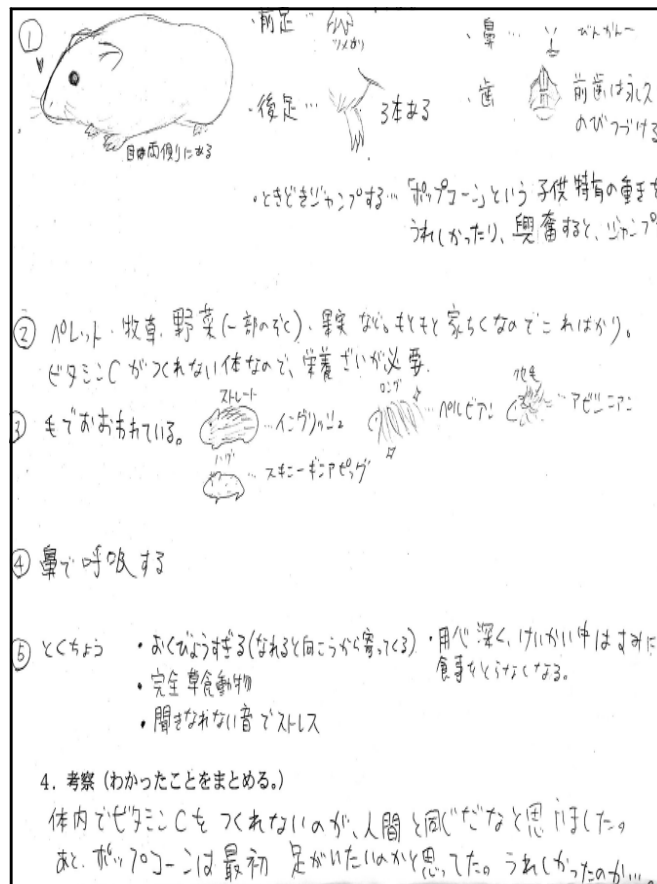 ①
・前足…
ツメあり
・鼻…
びんかん
目は両側にある
・後足…
3本ある
・歯
前歯は永久
のびつづける
・ときどきジャンプする…「ポップコーン」という子供特有の動き
うれしかったり、興奮すると、ジャンプ
② ペレット・牧草、野菜(一部のぞく)、果実など。もともと家ちくなのでこればかり。
ビタミンCがつくれない体なので、栄養ざいが必要.
③ 毛でおおわれている。
ストレート
…イングリッシュ
ロング
…ペルビアン
クセ毛
…アビシニアン
ハゲ
…スキニーギニアピッグ
④ 鼻で呼吸する
⑤ とくちょう
・おくびょうすぎる(なれると向こうから寄ってくる)
・完全草食動物
・聞きなれない音でストレス
・用心深く、けいかい中はすみに
食事をとらなくなる。
4. 考察(わかったことをまとめる。)
体内でビタミンCをつくれないのが、人間と同じだなと思いました。
あと、ポップコーンは最初 足がいたいのかと思ってた。うれしかったのか…。